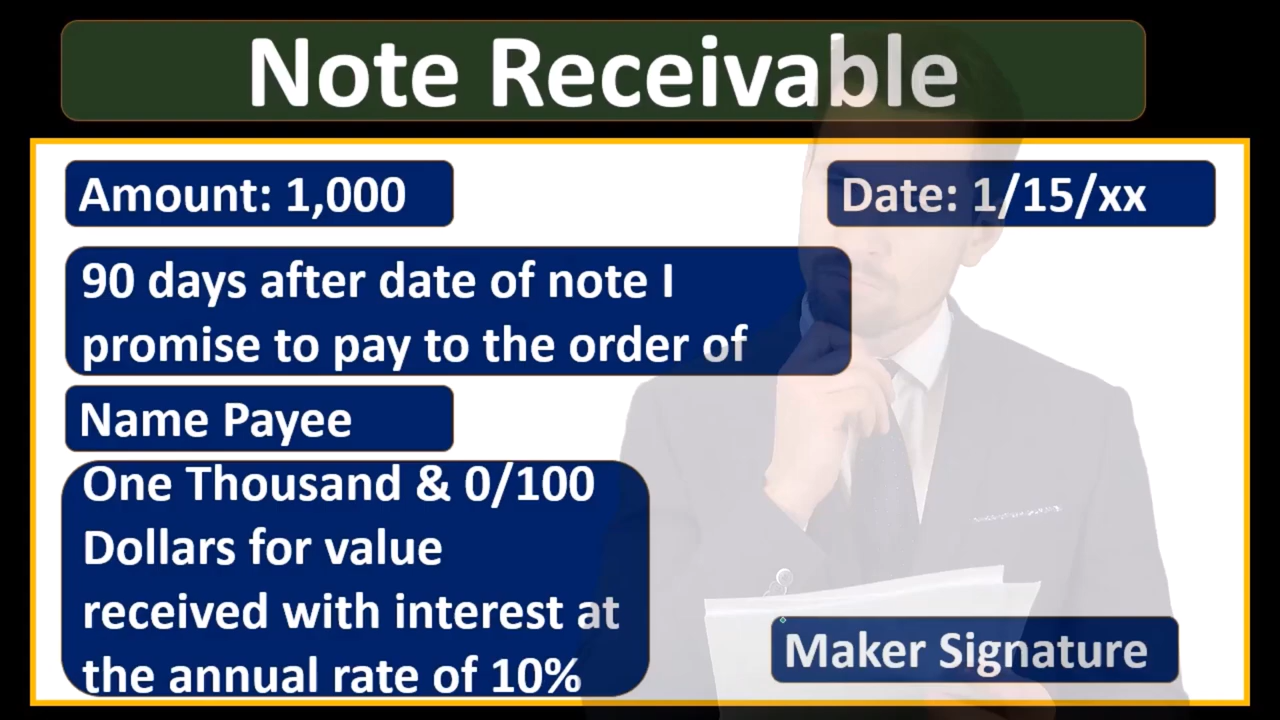 Note Receivable
Amount: 1,000
Date: 1/15/xx
90 days after date of note I
promise to pay to the order of
Name Payee
One Thousand & 0/100
Dollars for value
received with interest at
the annual rate of 10%
Maker Signature